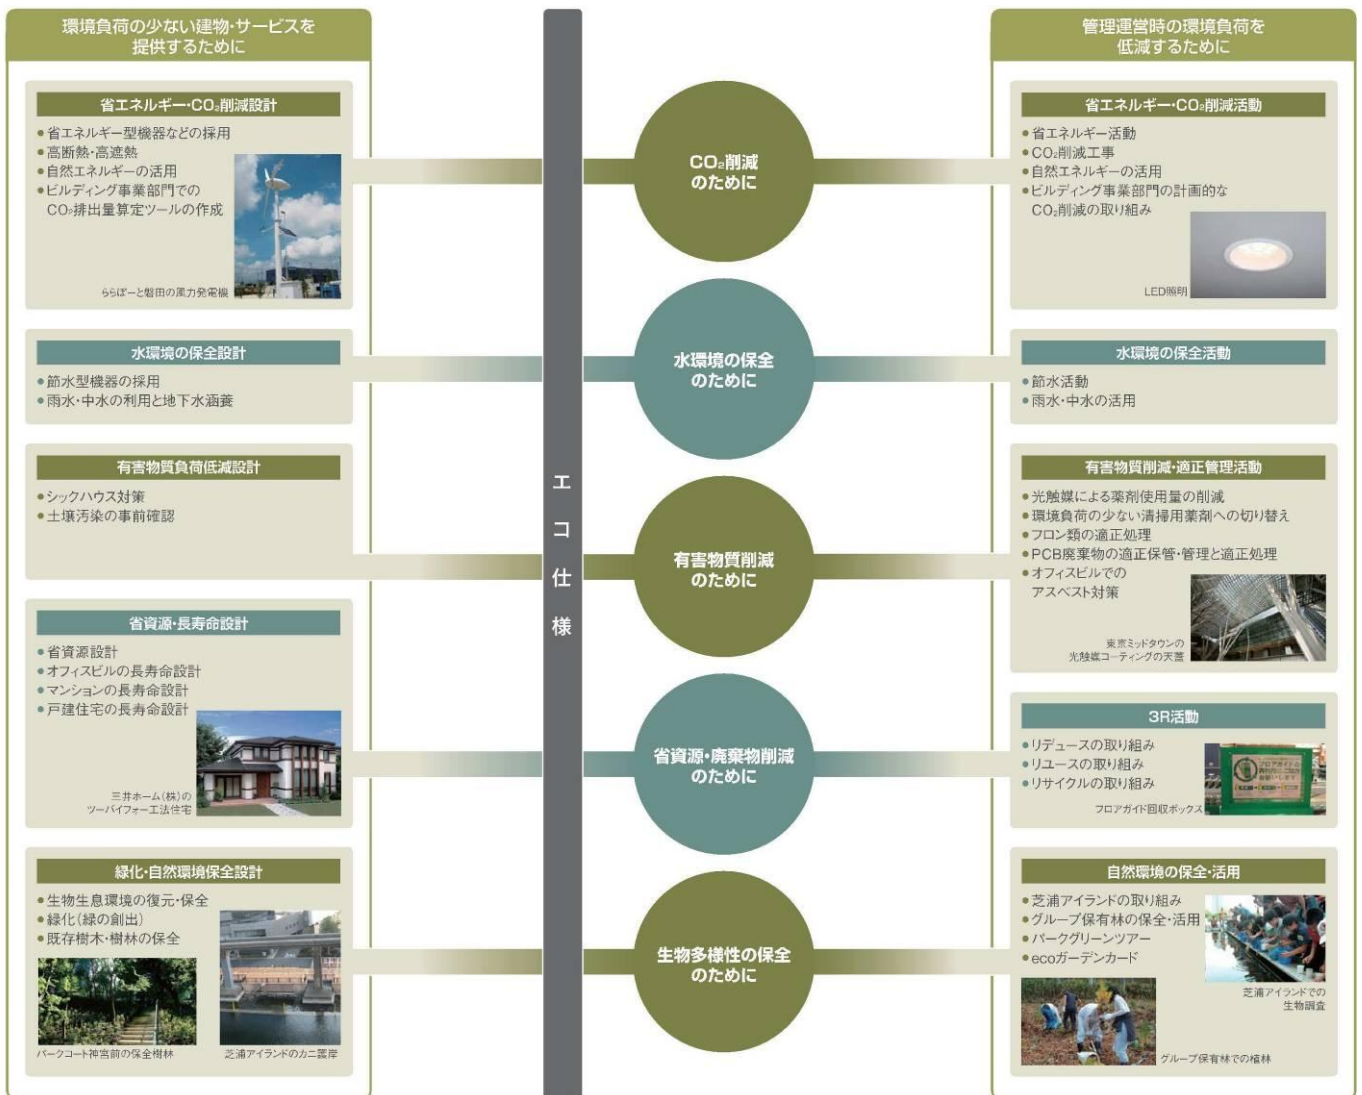 環境負荷の少ない建物・サービスを
提供するために
省エネルギー・CO₂削減設計
●省エネルギー型機器などの採用
●高断熱・高遮熱
●自然エネルギーの活用
●ビルディング事業部門での
CO₂排出量算定ツールの作成
ららぽーと磐田の風力発電機
水環境の保全設計
●節水型機器の採用
●雨水・中水の利用と地下水涵養
有害物質負荷低減設計
●シックハウス対策
●土壌汚染の事前確認
省資源・長寿命設計
●省資源設計
●オフィスビルの長寿命設計
●マンションの長寿命設計
●戸建住宅の長寿命設計
三井ホーム(株)の
ツーバイフォー工法住宅
緑化・自然環境保全設計
●生物生息環境の復元・保全
●緑化(緑の創出)
●既存樹木・樹林の保全
パークコート神宮前の保全樹林
芝浦アイランドのカニ護岸
エコ仕様
CO₂削減
のために
水環境の保全
のために
有害物質削減
のために
省資源・廃棄物削減
のために
生物多様性の保全
のために
管理運営時の環境負荷を
低減するために
省エネルギー・CO₂削減活動
●省エネルギー活動
●CO₂削減工事
●自然エネルギーの活用
●ビルディング事業部門の計画的な
CO₂削減の取り組み
LED照明
水環境の保全活動
●節水活動
●雨水・中水の活用
有害物質削減・適正管理活動
●光触媒による薬剤使用量の削減
●環境負荷の少ない清掃用薬剤への切り替え
●フロン類の適正処理
●PCB廃棄物の適正保管・管理と適正処理
●オフィスビルでの
アスベスト対策
東京ミッドタウンの
光触媒コーティングの天蓋
3R活動
●リデュースの取り組み
●リユースの取り組み
●リサイクルの取り組み
フロアガイド回収ボックス
自然環境の保全・活用
●芝浦アイランドの取り組み
●グループ保有林の保全・活用
●パークグリーンツアー
●ecoガーデンカード
芝浦アイランドでの
生物調査
グループ保有林での植林